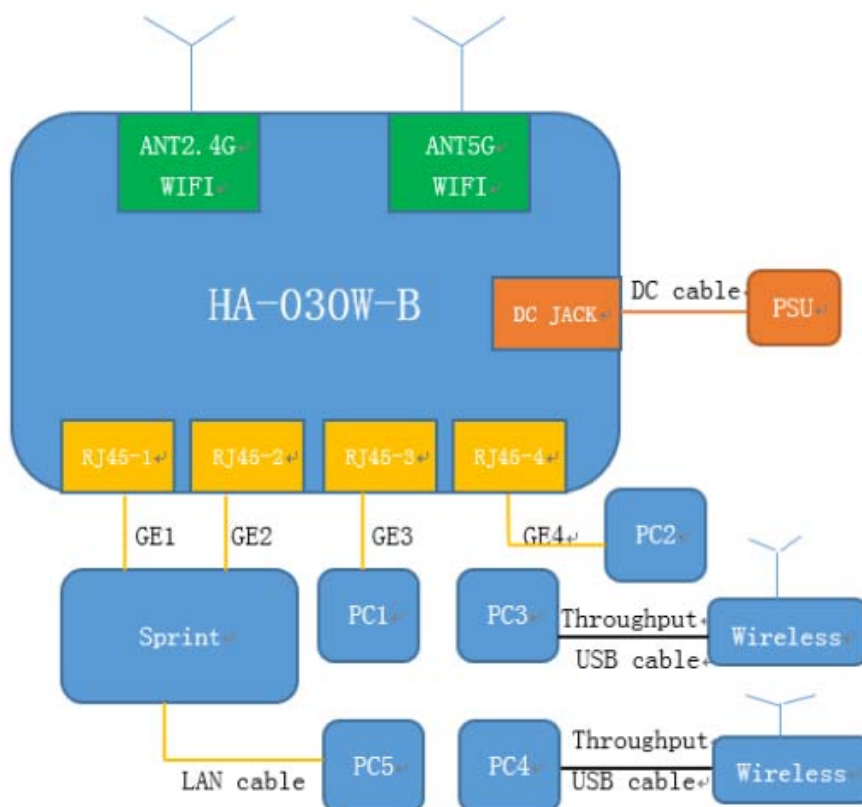 ANT2.4G
WIFI
ANT5G
WIFI
HA-030W-B
DC JACK
DC cable
PSU
RJ45-1
RJ45-2
RJ45-3
RJ45-4
GE1
GE2
GE3
GE4
PC2
Sprint
PC1
PC3
Throughput
USB cable
Wireless
LAN cable
PC5
PC4
Throughput
USB cable
Wireless